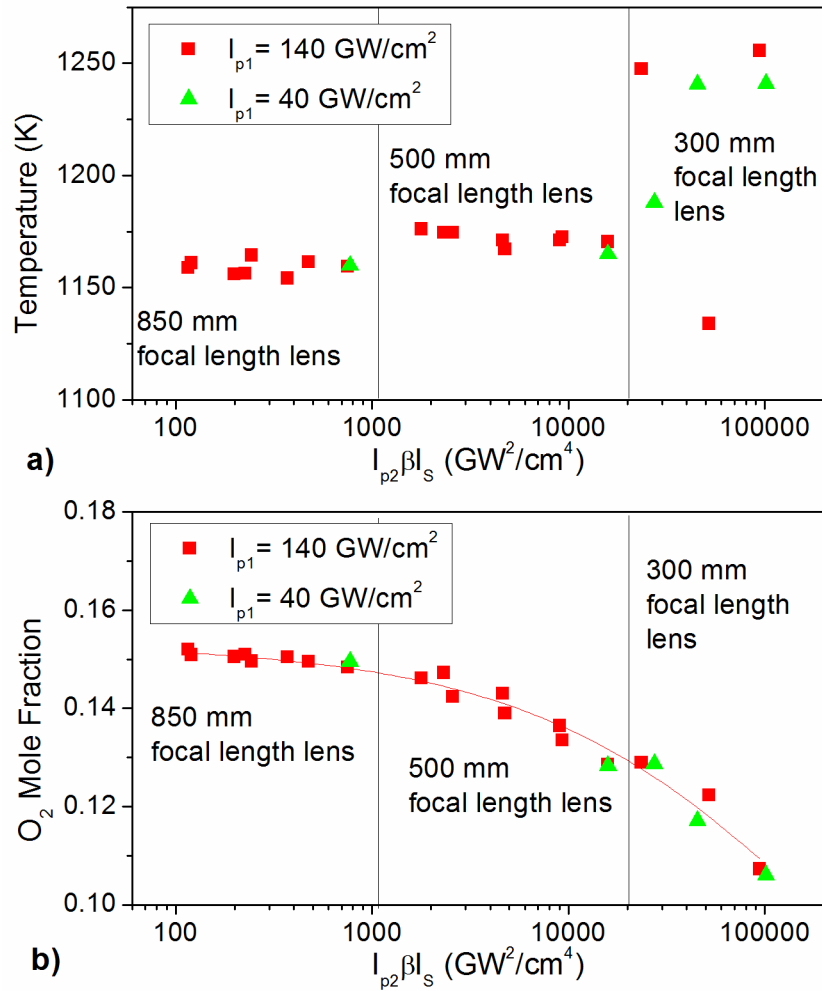 1250
1200
1150
1100
Temperature (K)
I_p1 = 140 GW/cm²
I_p1 = 40 GW/cm²
500 mm
focal length lens
300 mm
focal length
lens
850 mm
focal length lens
100 1000 10000 100000
a)
I_p2βI_S (GW²/cm⁴)
0.18
0.16
0.14
0.12
0.10
O₂ Mole Fraction
I_p1 = 140 GW/cm²
I_p1 = 40 GW/cm²
300 mm
focal length
lens
850 mm
focal length lens
500 mm
focal length lens
100 1000 10000 100000
b)
I_p2βI_S (GW²/cm⁴)